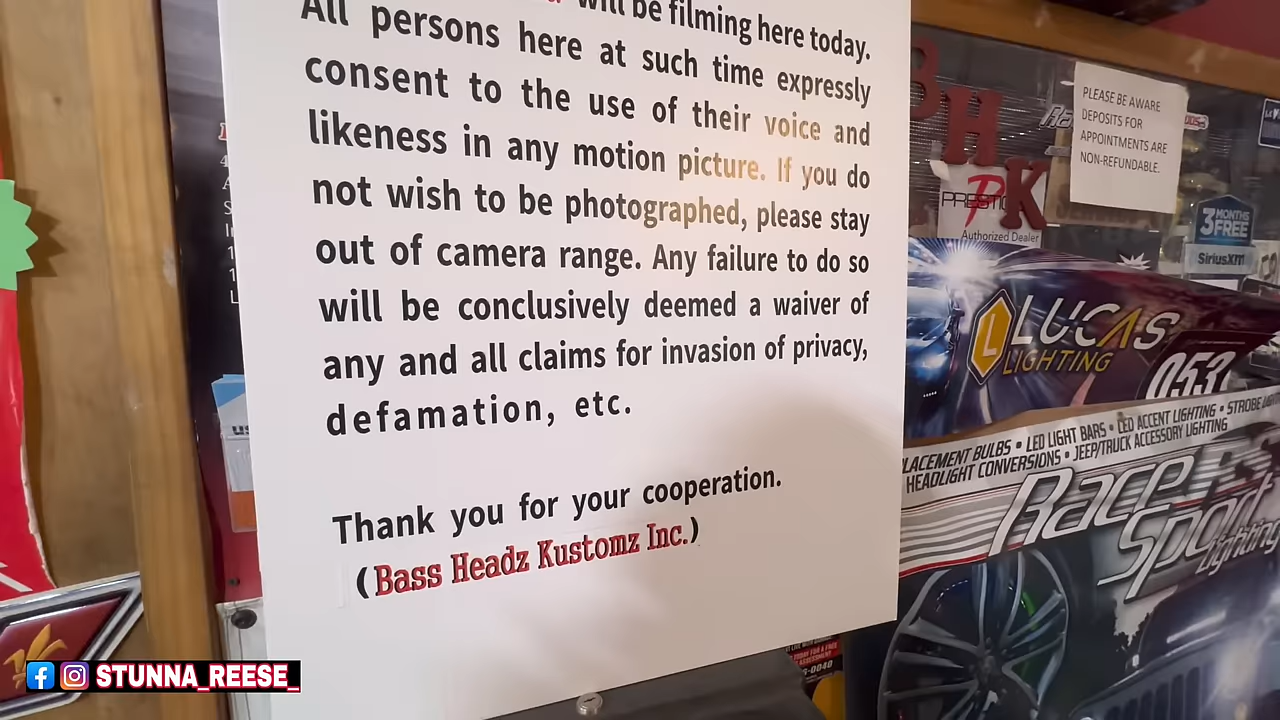 will be filming here today.
All persons here at such time expressly
consent to the use of their voice and
likeness in any motion picture. If you do
not wish to be photographed, please stay
out of camera range. Any failure to do so
will be conclusively deemed a waiver of
any and all claims for invasion of privacy,
defamation, etc.
Thank you for your cooperation.
(Bass Headz Kustomz Inc.)
B
H
K
PLEASE BE AWARE
DEPOSITS FOR
APPOINTMENTS ARE
NON-REFUNDABLE.
Authorized Dealer
3 MONTHS
FREE
SiriusXM
LUCAS
LIGHTING
L
053
LED LIGHT BARS • LED ACCENT LIGHTING • STROBE
HEADLIGHT CONVERSIONS • JEEP/TRUCK ACCESSORY LIGHTING
Race
Sport
Lighting
STUNNA_REESE_